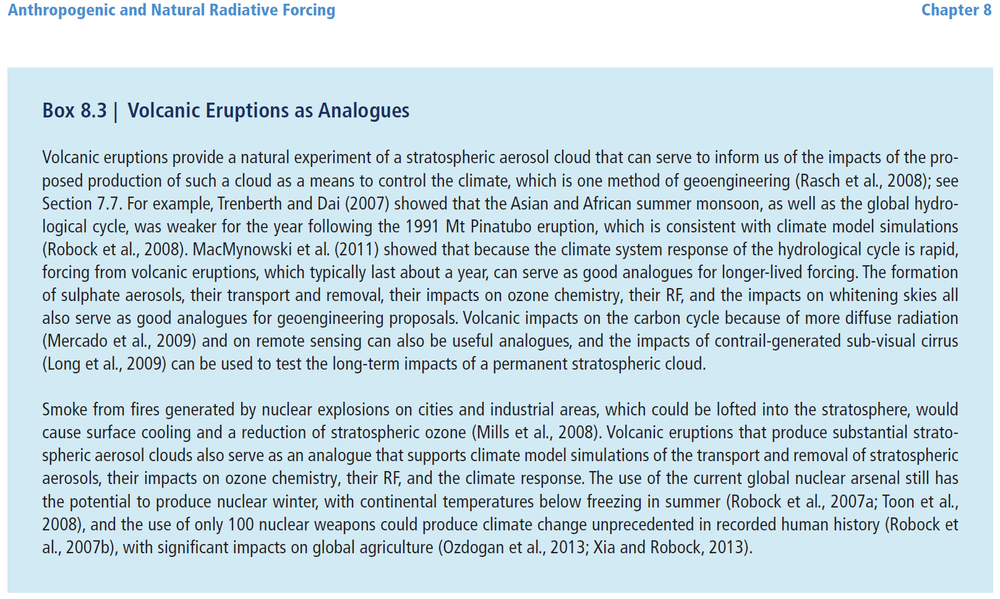 Anthropogenic and Natural Radiative Forcing
Chapter 8
Box 8.3 | Volcanic Eruptions as Analogues
Volcanic eruptions provide a natural experiment of a stratospheric aerosol cloud that can serve to inform us of the impacts of the pro-
posed production of such a cloud as a means to control the climate, which is one method of geoengineering (Rasch et al., 2008); see
Section 7.7. For example, Trenberth and Dai (2007) showed that the Asian and African summer monsoon, as well as the global hydro-
logical cycle, was weaker for the year following the 1991 Mt Pinatubo eruption, which is consistent with climate model simulations
(Robock et al., 2008). MacMynowski et al. (2011) showed that because the climate system response of the hydrological cycle is rapid,
forcing from volcanic eruptions, which typically last about a year, can serve as good analogues for longer-lived forcing. The formation
of sulphate aerosols, their transport and removal, their impacts on ozone chemistry, their RF, and the impacts on whitening skies all
also serve as good analogues for geoengineering proposals. Volcanic impacts on the carbon cycle because of more diffuse radiation
(Mercado et al., 2009) and on remote sensing can also be useful analogues, and the impacts of contrail-generated sub-visual cirrus
(Long et al., 2009) can be used to test the long-term impacts of a permanent stratospheric cloud.
Smoke from fires generated by nuclear explosions on cities and industrial areas, which could be lofted into the stratosphere, would
cause surface cooling and a reduction of stratospheric ozone (Mills et al., 2008). Volcanic eruptions that produce substantial strato-
spheric aerosol clouds also serve as an analogue that supports climate model simulations of the transport and removal of stratospheric
aerosols, their impacts on ozone chemistry, their RF, and the climate response. The use of the current global nuclear arsenal still has
the potential to produce nuclear winter, with continental temperatures below freezing in summer (Robock et al., 2007a; Toon et al.,
2008), and the use of only 100 nuclear weapons could produce climate change unprecedented in recorded human history (Robock et
al., 2007b), with significant impacts on global agriculture (Ozdogan et al., 2013; Xia and Robock, 2013).